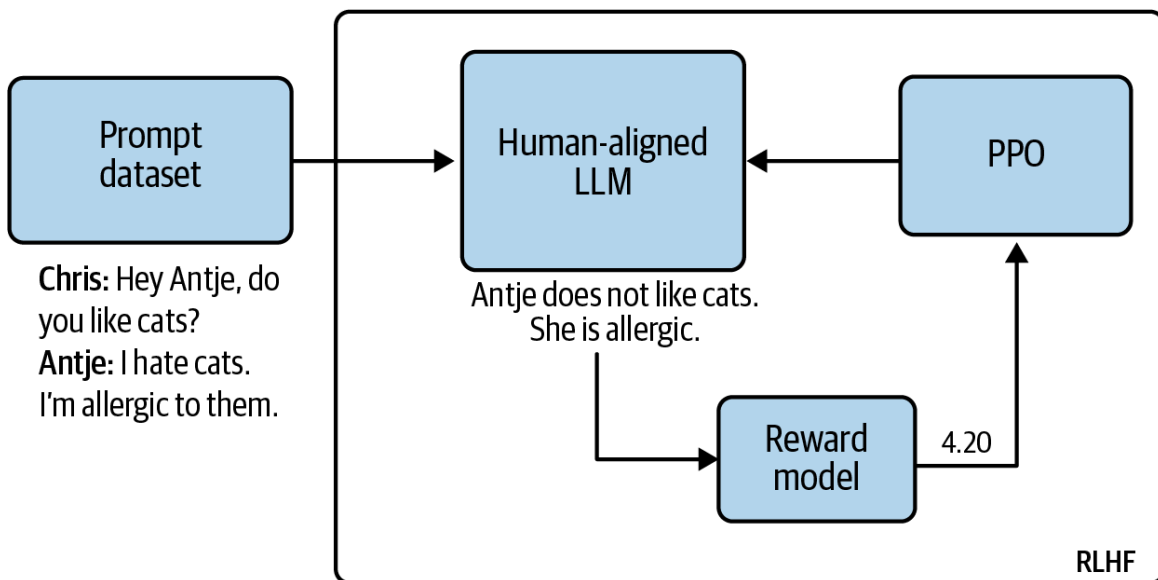 Prompt
dataset
Chris: Hey Antje, do
you like cats?
Antje: I hate cats.
I'm allergic to them.
Human-aligned
LLM
Antje does not like cats.
She is allergic.
PPO
Reward
model
4.20
RLHF